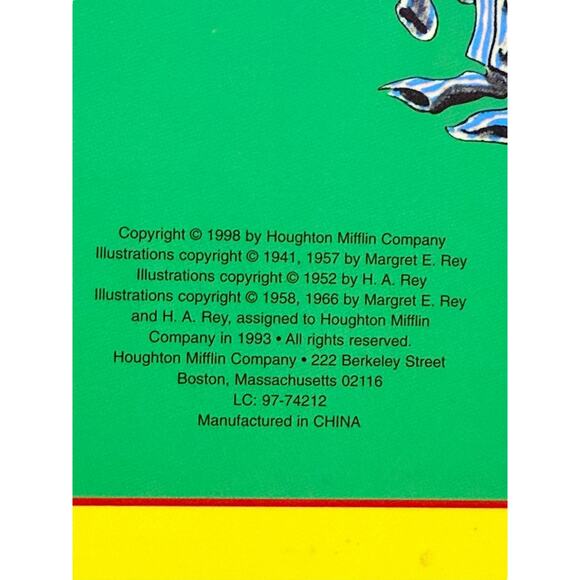 Copyright © 1998 by Houghton Mifflin Company
Illustrations copyright © 1941, 1957 by Margret E. Rey
Illustrations copyright © 1952 by H. A. Rey
Illustrations copyright © 1958, 1966 by Margret E. Rey
and H. A. Rey, assigned to Houghton Mifflin
Company in 1993 • All rights reserved.
Houghton Mifflin Company • 222 Berkeley Street
Boston, Massachusetts 02116
LC: 97-74212
Manufactured in CHINA